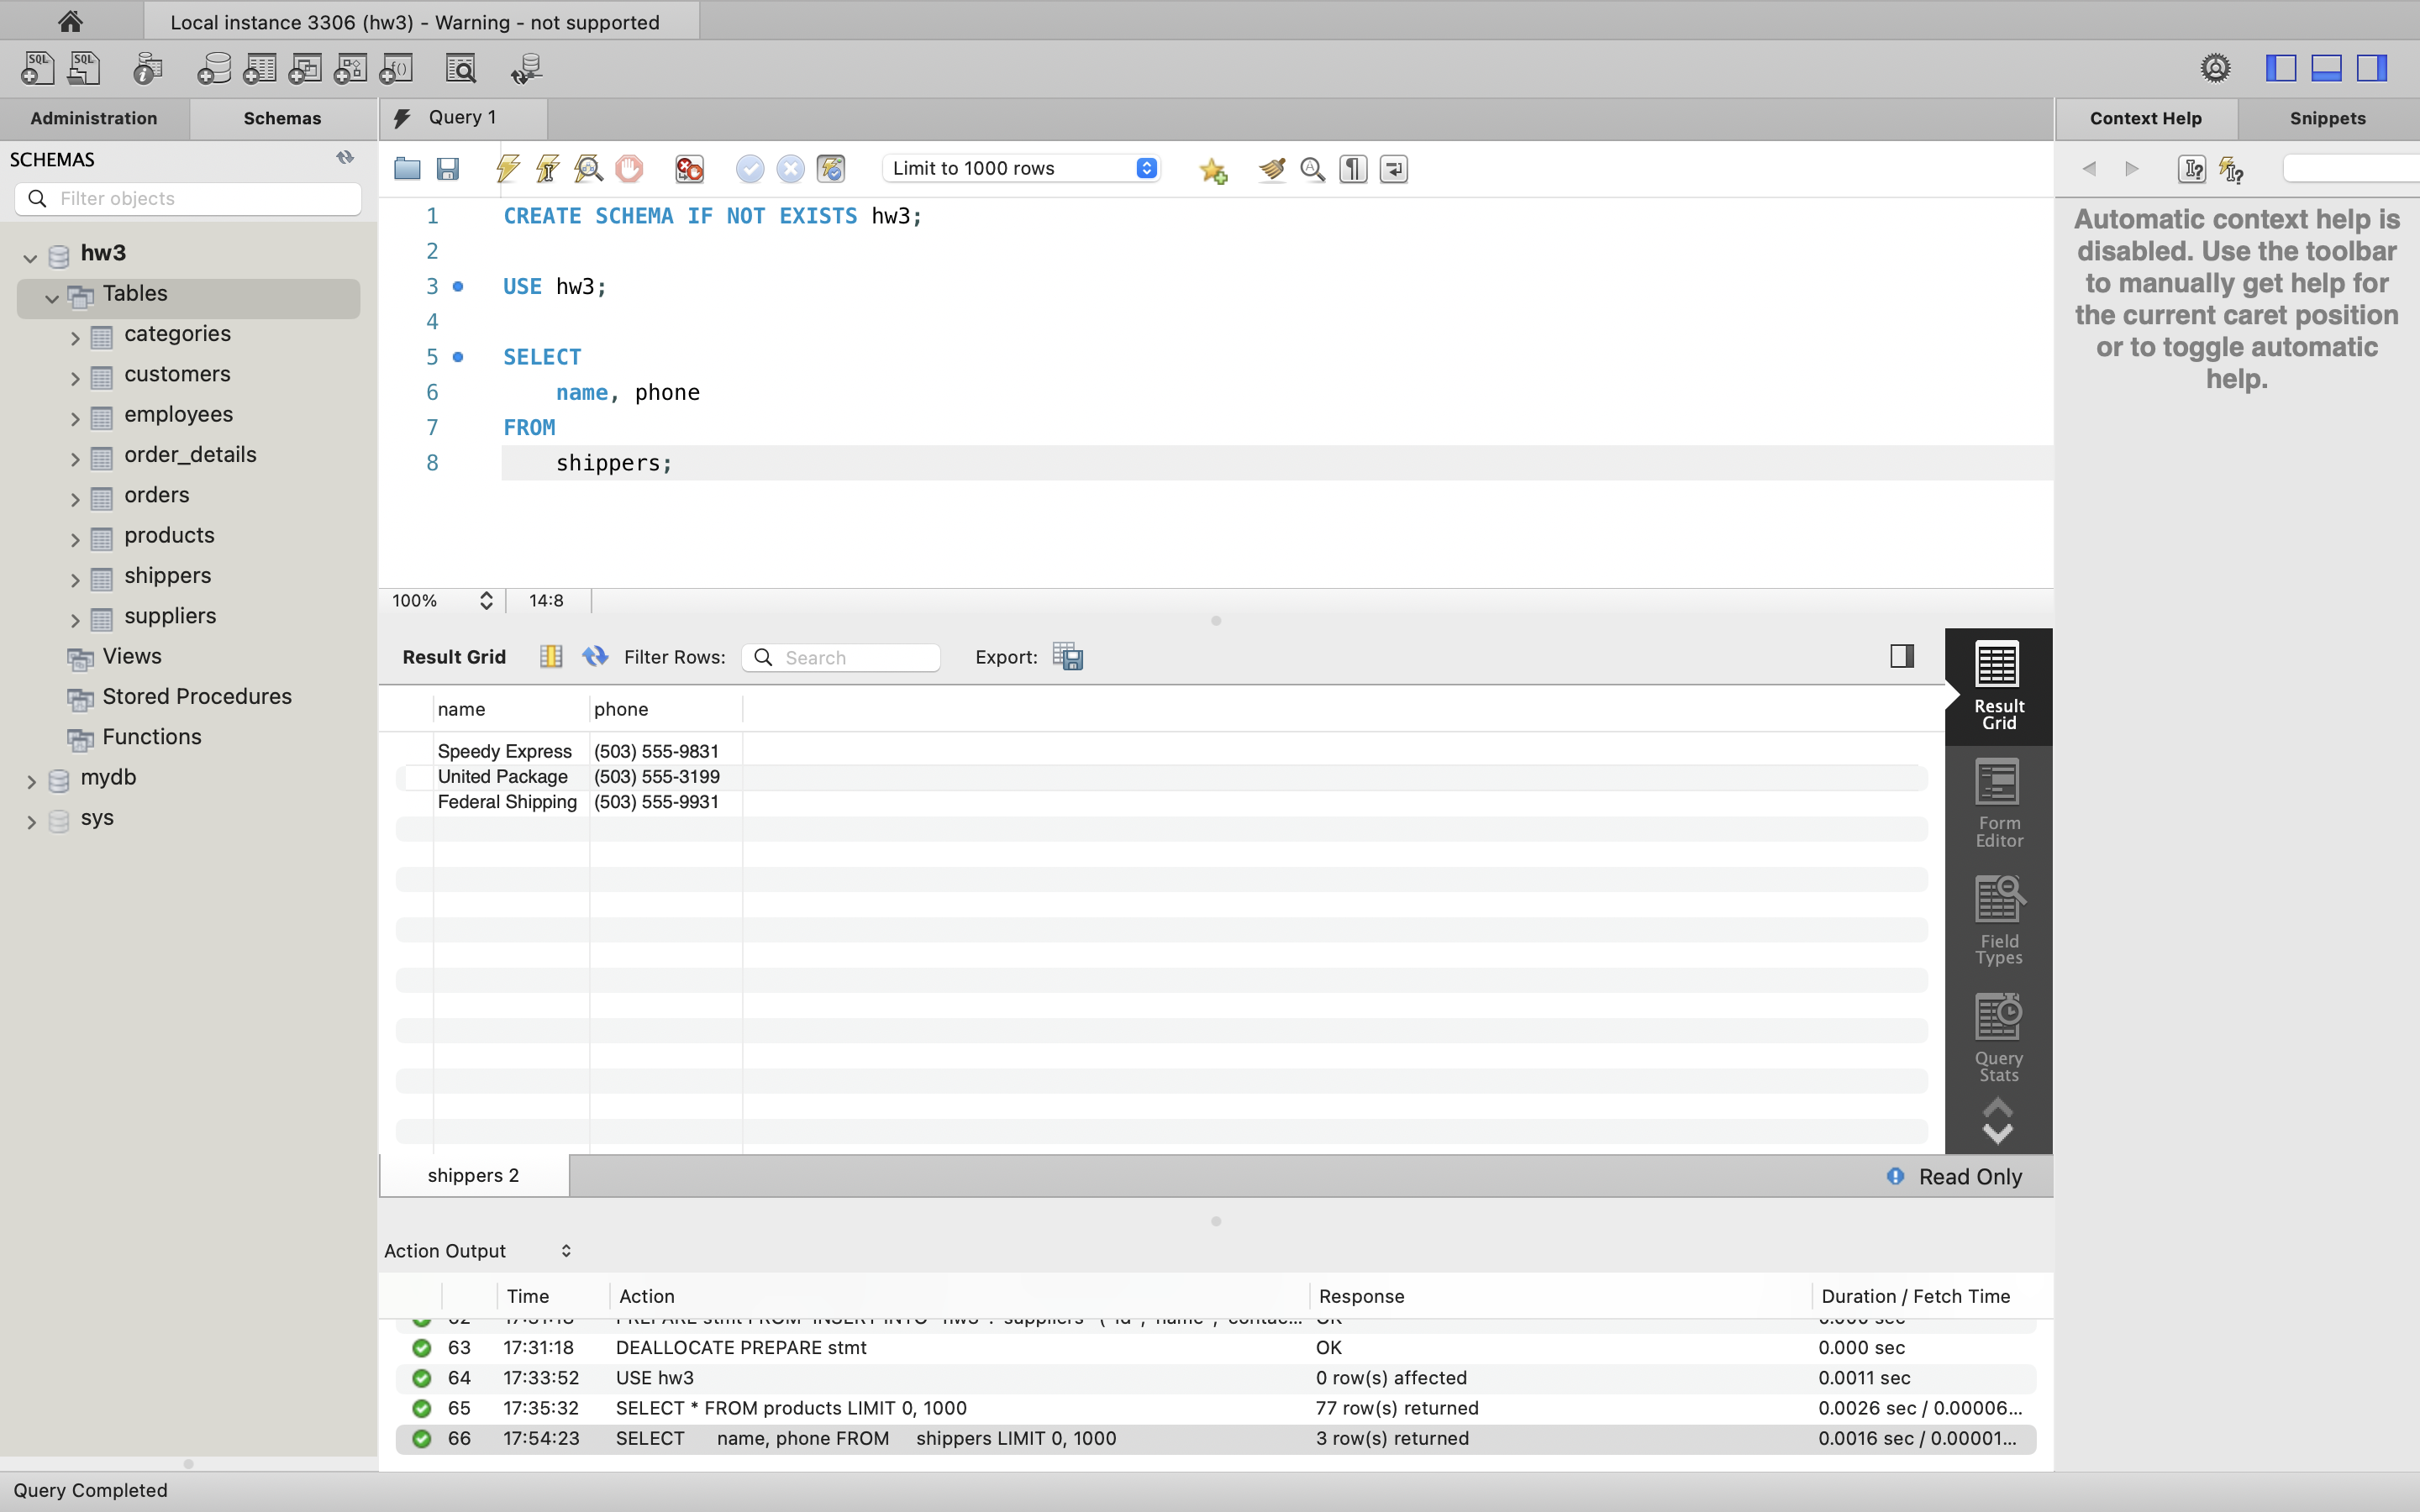 Local instance 3306 (hw3) - Warning - not supported
SQL SQL
Administration Schemas
Query 1
Context Help Snippets
SCHEMAS
Filter objects
Limit to 1000 rows
hw3
Tables
categories
customers
employees
order_details
orders
products
shippers
suppliers
Views
Stored Procedures
Functions
mydb
sys
1 CREATE SCHEMA IF NOT EXISTS hw3;
2
3 USE hw3;
4
5 SELECT
6 name, phone
7 FROM
8 shippers;
Automatic context help is
disabled. Use the toolbar
to manually get help for
the current caret position
or to toggle automatic
help.
100% 14:8
Result Grid Filter Rows: Search Export:
name phone
Speedy Express (503) 555-9831
United Package (503) 555-3199
Federal Shipping (503) 555-9931
Result
Grid
Form
Editor
Field
Types
Query
Stats
shippers 2
Read Only
Action Output
Time Action Response Duration / Fetch Time
63 17:31:18 DEALLOCATE PREPARE stmt OK 0.000 sec
64 17:33:52 USE hw3 0 row(s) affected 0.0011 sec
65 17:35:32 SELECT * FROM products LIMIT 0, 1000 77 row(s) returned 0.0026 sec / 0.00006...
66 17:54:23 SELECT name, phone FROM shippers LIMIT 0, 1000 3 row(s) returned 0.0016 sec / 0.00001...
Query Completed